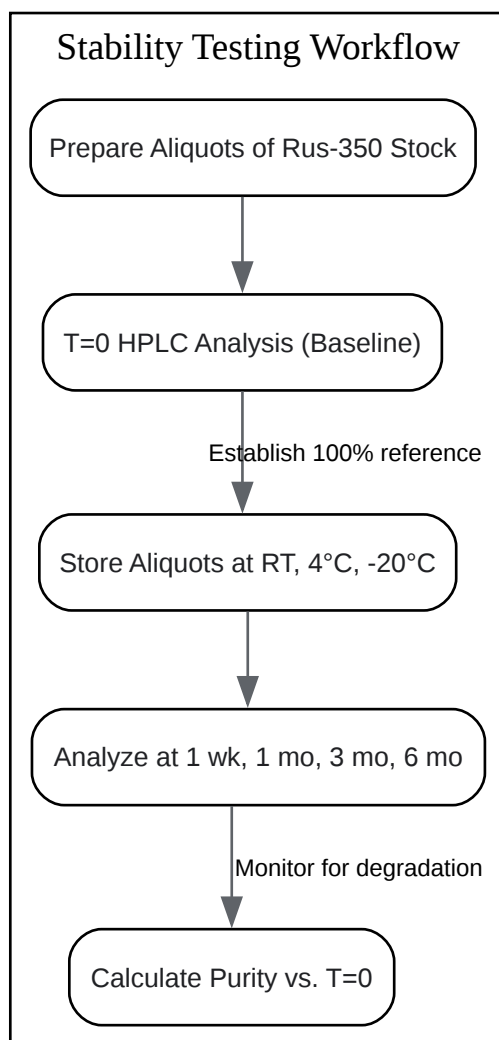 Stability Testing Workflow
Prepare Aliquots of Rus-350 Stock
T=0 HPLC Analysis (Baseline)
Establish 100% reference
Store Aliquots at RT, 4°C, -20°C
Analyze at 1 wk, 1 mo, 3 mo, 6 mo
Monitor for degradation
Calculate Purity vs. T=0